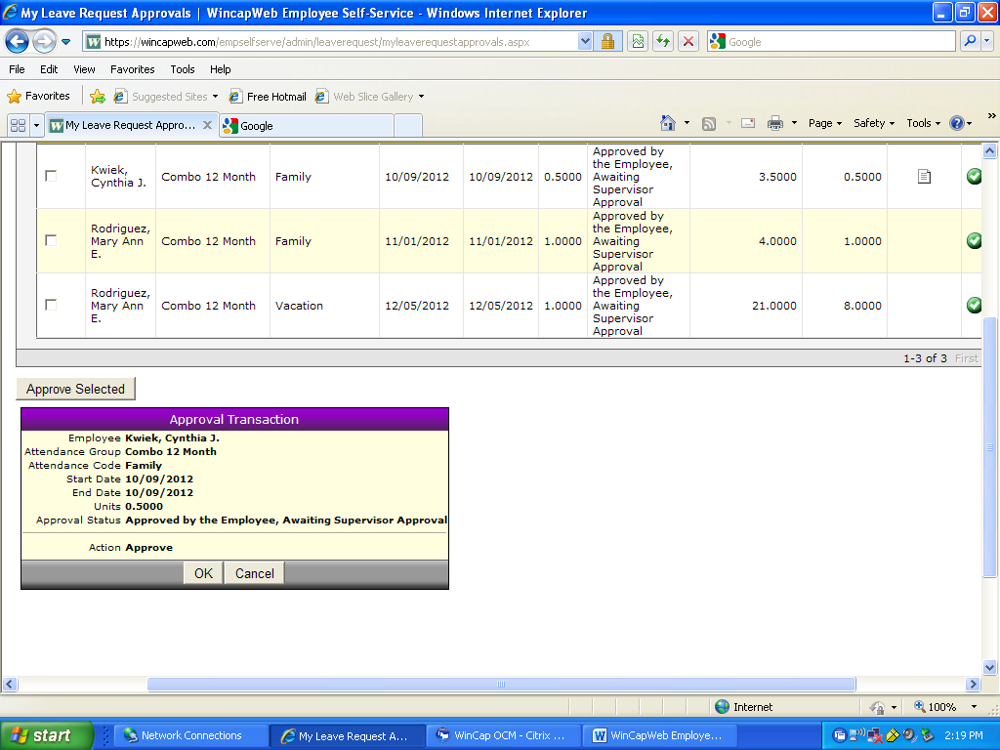 My Leave Request Approvals | WincapWeb Employee Self-Service - Windows Internet Explorer
https://wincapweb.com/empselfserve/admin/leaverequest/myleaverequestapprovals.aspx
Google
File Edit View Favorites Tools Help
Favorites Suggested Sites Free Hotmail Web Slice Gallery
My Leave Request Appro... X Google
Page Safety Tools »
Kwiek, Cynthia J. Combo 12 Month Family 10/09/2012 10/09/2012 0.5000 Approved by the Employee, Awaiting Supervisor Approval 3.5000 0.5000
Rodriguez, Mary Ann E. Combo 12 Month Family 11/01/2012 11/01/2012 1.0000 Approved by the Employee, Awaiting Supervisor Approval 4.0000 1.0000
Rodriguez, Mary Ann E. Combo 12 Month Vacation 12/05/2012 12/05/2012 1.0000 Approved by the Employee, Awaiting Supervisor Approval 21.0000 8.0000
1-3 of 3 First
Approve Selected
Approval Transaction
Employee Kwiek, Cynthia J.
Attendance Group Combo 12 Month
Attendance Code Family
Start Date 10/09/2012
End Date 10/09/2012
Units 0.5000
Approval Status Approved by the Employee, Awaiting Supervisor Approval
Action Approve
OK Cancel
Internet 100%
start Network Connections My Leave Request A... WinCap OCM - Citrix ... WinCapWeb Employe... 2:19 PM